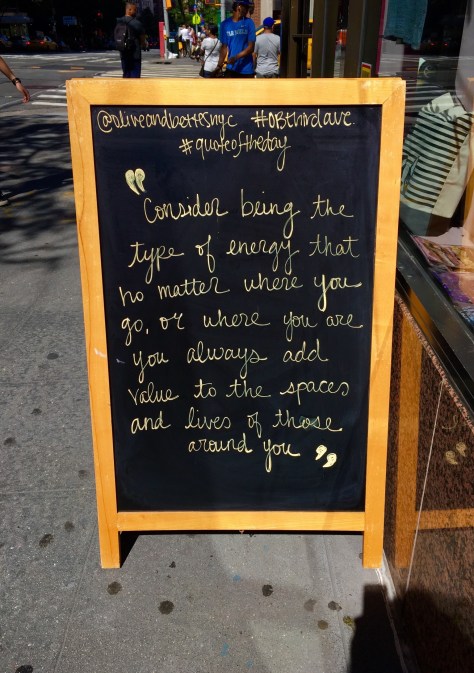 @oliveandbettesnyc #OBthirdave.
#quoteoftheday
"Consider being the
type of energy that
no matter where you
go, or where you are
you always add
value to the spaces
and lives of those
around you"